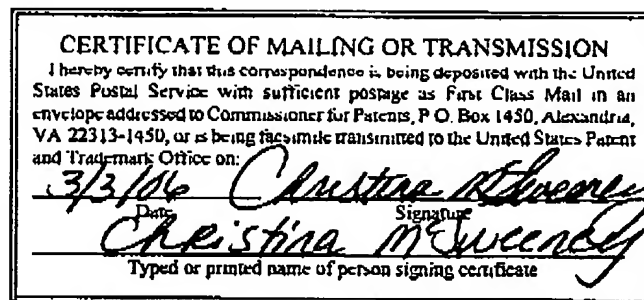 CERTIFICATE OF MAILING OR TRANSMISSION
I hereby certify that this correspondence is being deposited with the United
States Postal Service with sufficient postage as First Class Mail in an
envelope addressed to Commissioner for Patents, P O. Box 1450, Alexandria,
VA 22313-1450, or is being facsimile transmitted to the United States Patent
and Trademark Office on:
3/3/06 Christina McSweeney
Date Signature
Christina McSweeney
Typed or printed name of person signing certificate